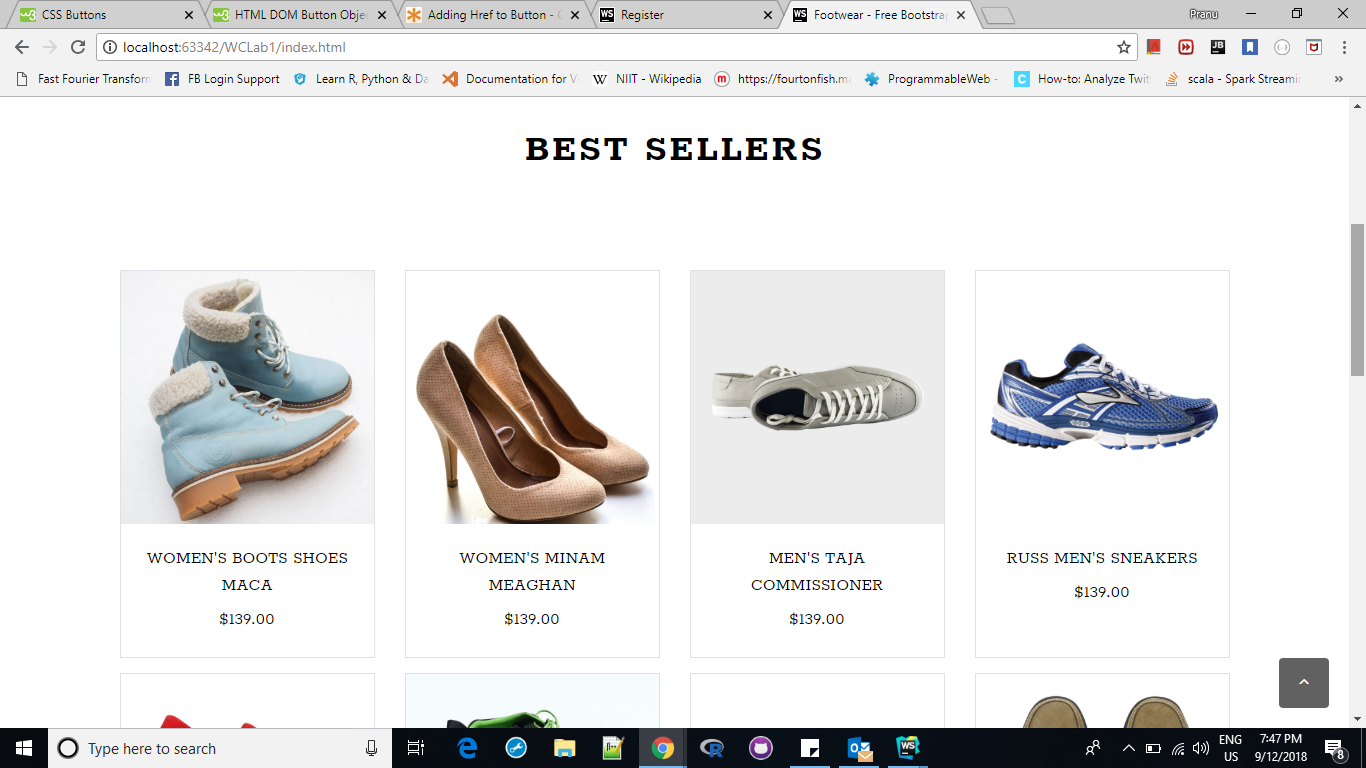 CSS Buttons
HTML DOM Button Obje
Adding Href to Button -
Register
Footwear - Free Bootstra
Pranu
localhost:63342/WCLab1/index.html
Fast Fourier Transform
FB Login Support
Learn R, Python & Da
Documentation for V
NIIT - Wikipedia
https://fourtonfish.m
ProgrammableWeb -
How-to: Analyze Twit
scala - Spark Streami
BEST SELLERS
WOMEN'S BOOTS SHOES
MACA
$139.00
WOMEN'S MINAM
MEAGHAN
$139.00
MEN'S TAJA
COMMISSIONER
$139.00
RUSS MEN'S SNEAKERS
$139.00
Type here to search
ENG
US
7:47 PM
9/12/2018
8